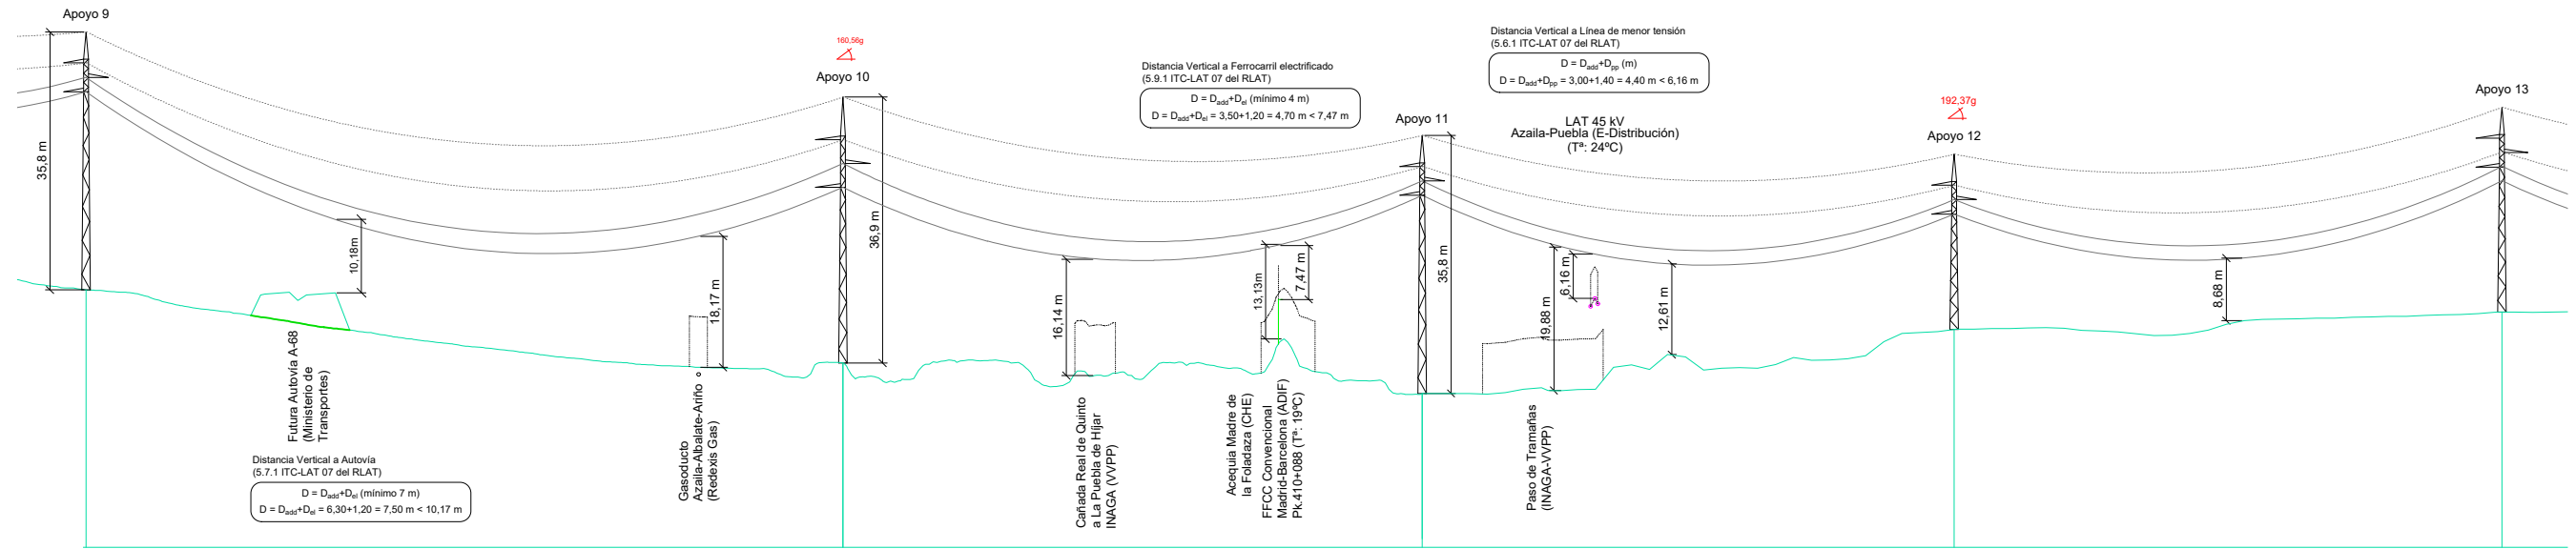 Apoyo 9
35,8 m
10,18m
Futura Autovía A-68
(Ministerio de
Transportes)
Distancia Vertical a Autovía
(5.7.1 ITC-LAT 07 del RLAT)
D = Dadd+Del (mínimo 7 m)
D = Dadd+Del = 6,30+1,20 = 7,50 m < 10,17 m
18,17 m
Gasoducto
Azaila-Albalate-Ariño º
(Redexis Gas)
160,56g
Apoyo 10
36,9 m
16,14 m
Cañada Real de Quinto
a La Puebla de Híjar
INAGA (VVPP)
Distancia Vertical a Ferrocarril electrificado
(5.9.1 ITC-LAT 07 del RLAT)
D = Dadd+Del (mínimo 4 m)
D = Dadd+Del = 3,50+1,20 = 4,70 m < 7,47 m
13,13m
7,47 m
Acequia Madre de
la Foladaza (CHE)
FFCC Convencional
Madrid-Barcelona (ADIF)
Pk.410+088 (Tª: 19ºC)
Apoyo 11
35,8 m
Distancia Vertical a Línea de menor tensión
(5.6.1 ITC-LAT 07 del RLAT)
D = Dadd+Dpp (m)
D = Dadd+Dpp = 3,00+1,40 = 4,40 m < 6,16 m
LAT 45 kV
Azaila-Puebla (E-Distribución)
(Tª: 24ºC)
19,88 m
6,16 m
12,61 m
Paso de Tramañas
(INAGA-VVPP)
192,37g
Apoyo 12
8,68 m
Apoyo 13